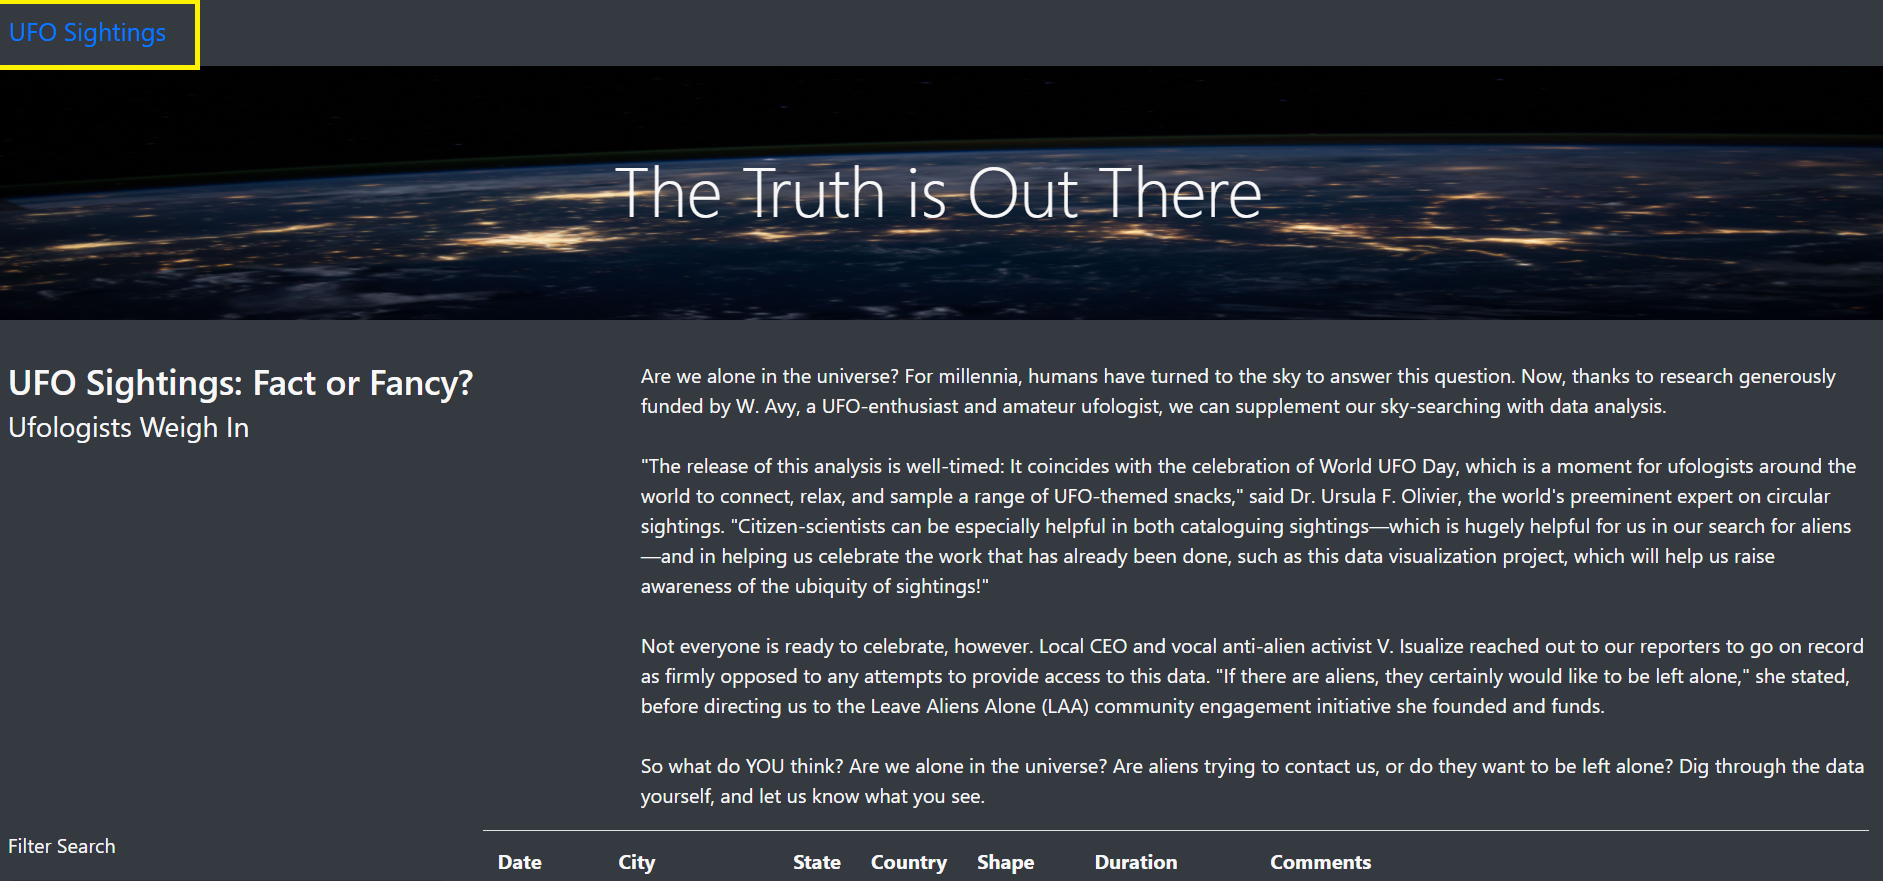 UFO Sightings
The Truth is Out There
UFO Sightings: Fact or Fancy?
Ufologists Weigh In
Are we alone in the universe? For millennia, humans have turned to the sky to answer this question. Now, thanks to research generously
funded by W. Avy, a UFO-enthusiast and amateur ufologist, we can supplement our sky-searching with data analysis.
"The release of this analysis is well-timed: It coincides with the celebration of World UFO Day, which is a moment for ufologists around the
world to connect, relax, and sample a range of UFO-themed snacks," said Dr. Ursula F. Olivier, the world's preeminent expert on circular
sightings. "Citizen-scientists can be especially helpful in both cataloguing sightings—which is hugely helpful for us in our search for aliens
—and in helping us celebrate the work that has already been done, such as this data visualization project, which will help us raise
awareness of the ubiquity of sightings!"
Not everyone is ready to celebrate, however. Local CEO and vocal anti-alien activist V. Isualize reached out to our reporters to go on record
as firmly opposed to any attempts to provide access to this data. "If there are aliens, they certainly would like to be left alone," she stated,
before directing us to the Leave Aliens Alone (LAA) community engagement initiative she founded and funds.
So what do YOU think? Are we alone in the universe? Are aliens trying to contact us, or do they want to be left alone? Dig through the data
yourself, and let us know what you see.
Filter Search
Date City State Country Shape Duration Comments